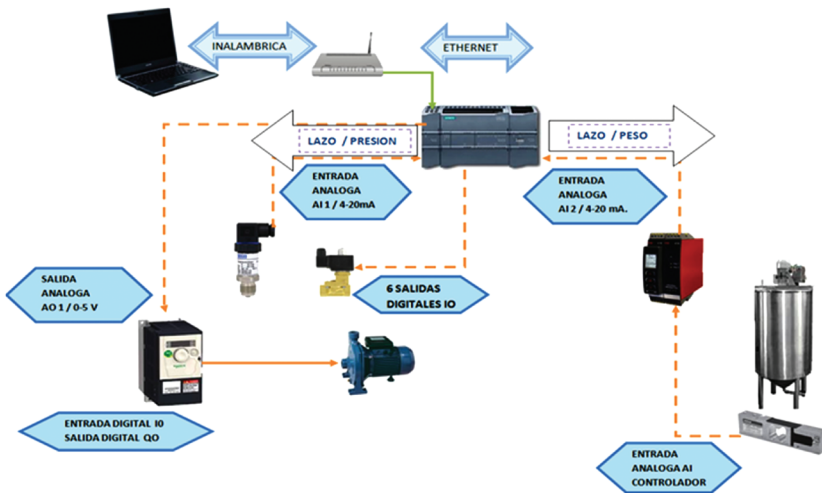 INALAMBRICA
ETHERNET
LAZO / PRESION
LAZO / PESO
ENTRADA
ANALOGA
AI 1 / 4-20mA
ENTRADA
ANALOGA
AI 2 / 4-20 mA.
SALIDA
ANALOGA
AO 1 / 0-5 V
6 SALIDAS
DIGITALES IO
ENTRADA DIGITAL I0
SALIDA DIGITAL QO
ENTRADA
ANALOGA AI
CONTROLADOR